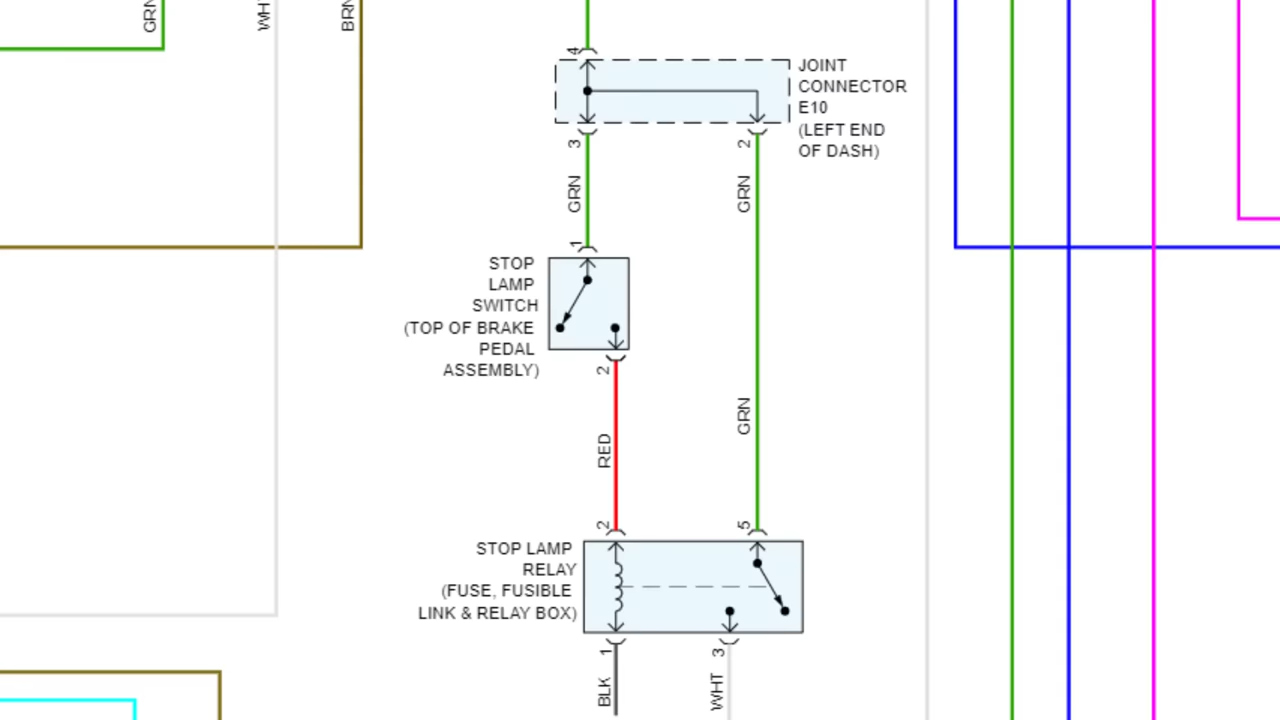 GRN
WHT
BRN
4
JOINT
CONNECTOR
E10
(LEFT END
OF DASH)
3
2
GRN
GRN
1
STOP
LAMP
SWITCH
(TOP OF BRAKE
PEDAL
ASSEMBLY)
2
GRN
RED
2
5
STOP LAMP
RELAY
(FUSE, FUSIBLE
LINK & RELAY BOX)
1
3
BLK
WHT